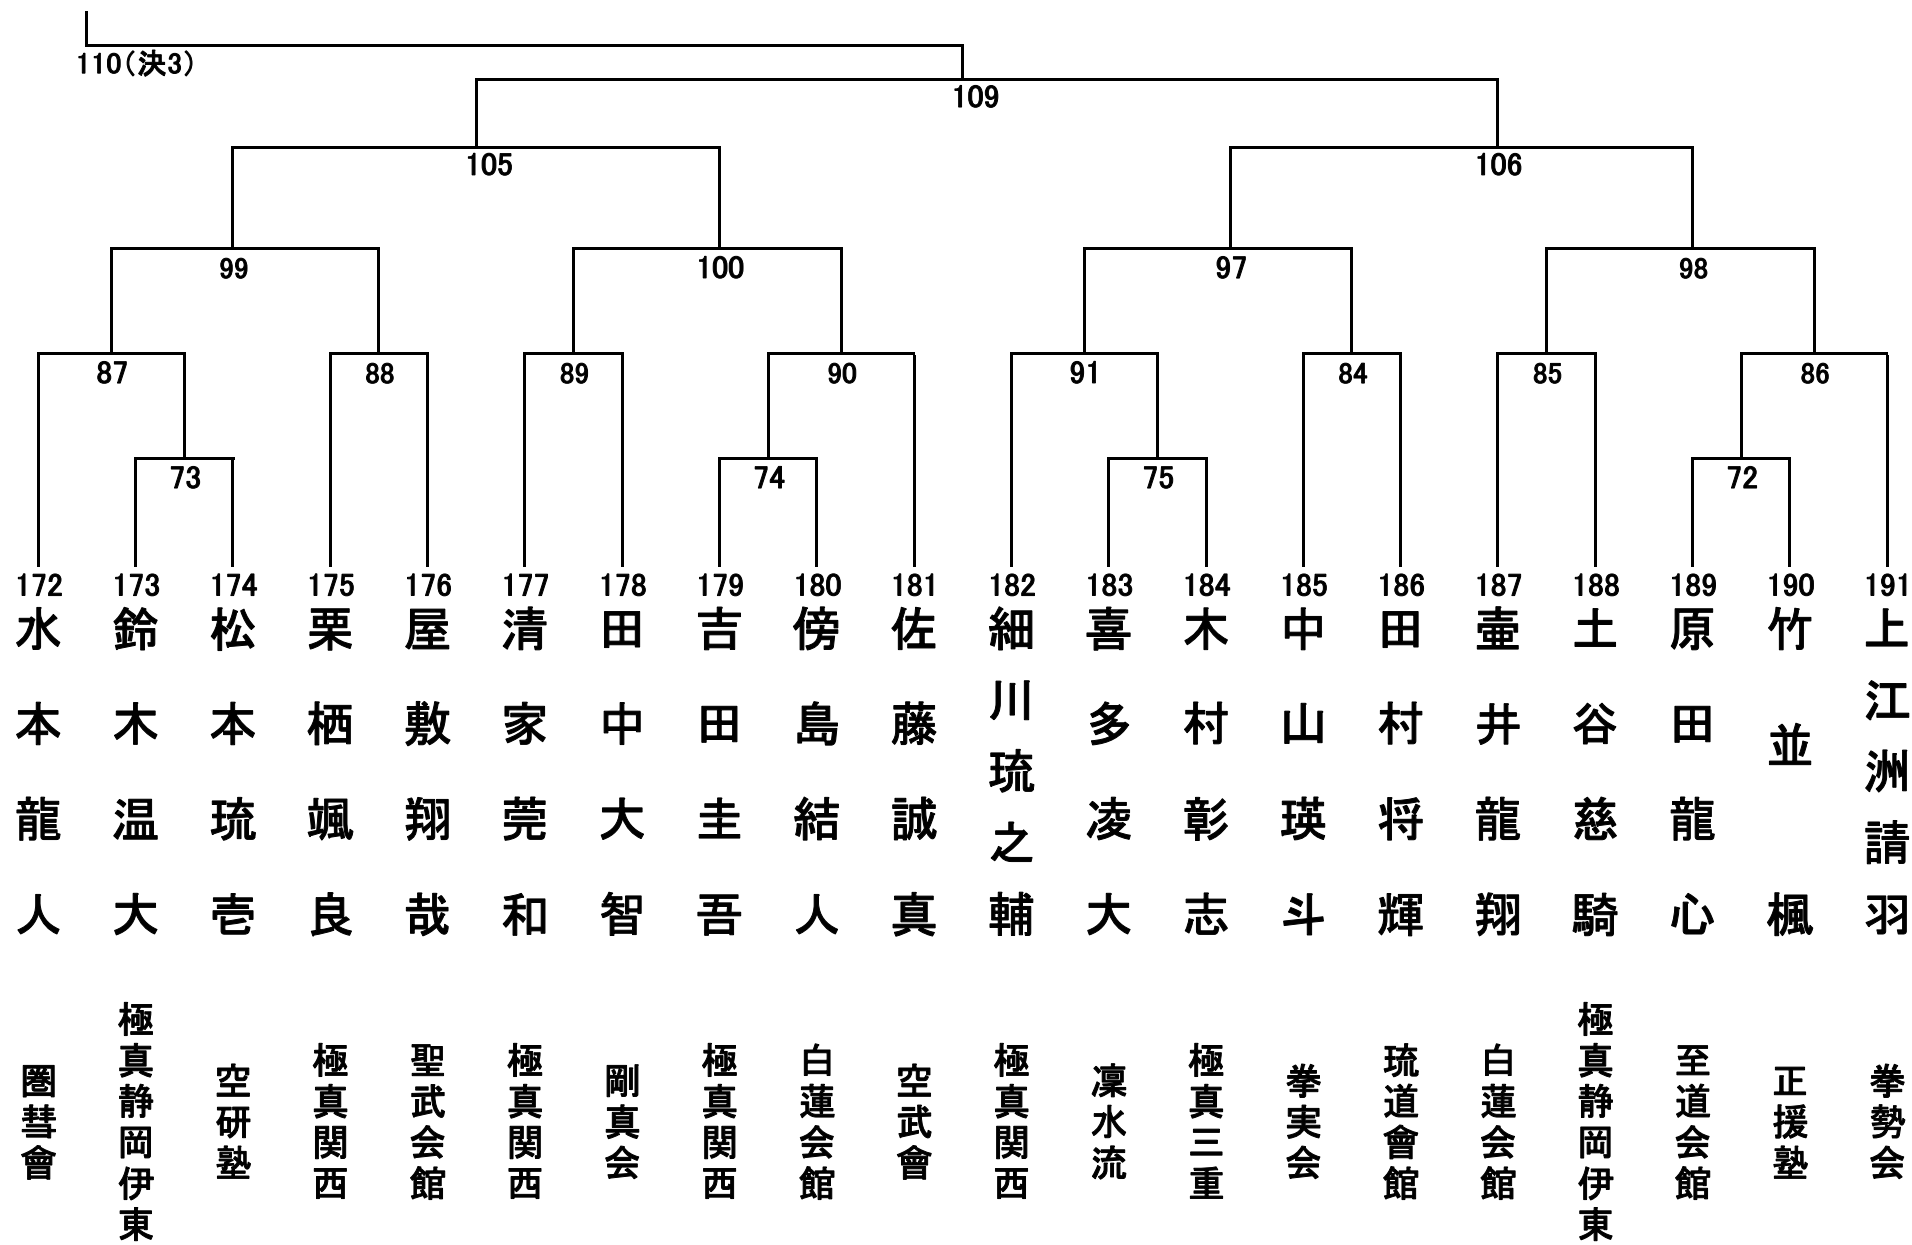 110(決3)
109
105
106
99
100
97
98
87
88
89
90
91
84
85
86
73
74
75
72
172
水本龍人
圏彗會
173
鈴木温大
極真静岡伊東
174
松本琉壱
空研塾
175
栗栖颯良
極真関西
176
屋敷翔哉
聖武会館
177
清家莞和
極真関西
178
田中大智
剛真会
179
吉田圭吾
極真関西
180
傍島結人
白蓮会館
181
佐藤誠真
空武會
182
細川琉之輔
極真関西
183
喜多凌大
凜水流
184
木村彰志
極真三重
185
中山瑛斗
拳実会
186
田村将輝
琉道會館
187
壷井龍翔
白蓮会館
188
土谷慈騎
極真静岡伊東
189
原田龍心
至道会館
190
竹並楓
正援塾
191
上江洲請羽
拳勢会